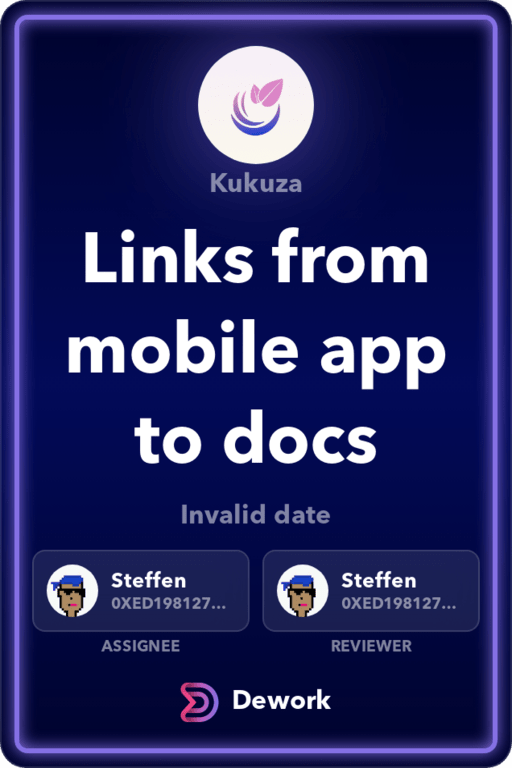 Kukuza
Links from
mobile app
to docs
Invalid date
Steffen
0XED198127...
Steffen
0XED198127...
ASSIGNEE
REVIEWER
Dework